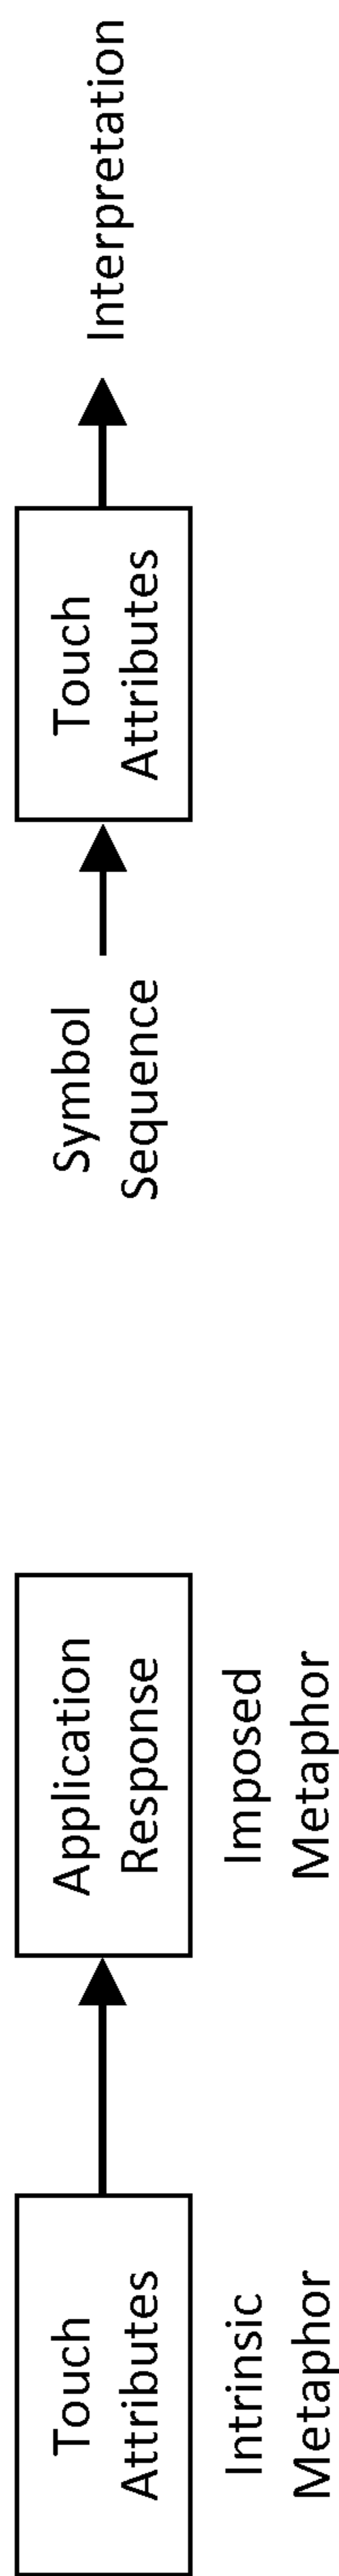 Touch
Attributes
Intrinsic
Metaphor
Application
Response
Imposed
Metaphor
Symbol
Sequence
Touch
Attributes
Interpretation